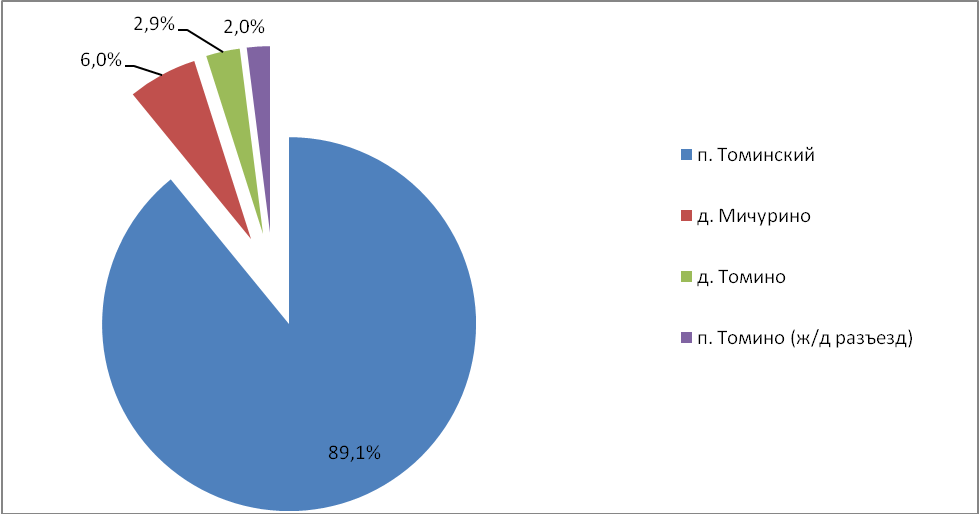 2,9%
2,0%
6,0%
89,1%
п. Томинский
д. Мичурино
д. Томино
п. Томино (ж/д разъезд)